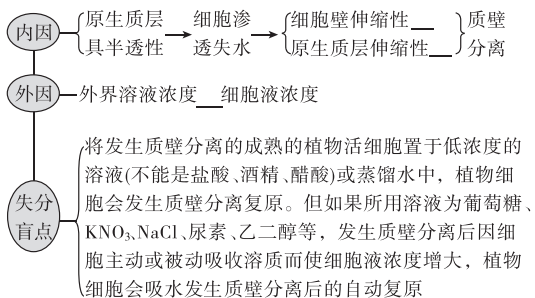 内因
原生质层
具半透性
细胞渗
透失水
细胞壁伸缩性__
原生质层伸缩性__
质壁
分离
外因
外界溶液浓度__细胞液浓度
失分
盲点
将发生质壁分离的成熟的植物活细胞置于低浓度的
溶液(不能是盐酸、酒精、醋酸)或蒸馏水中，植物细
胞会发生质壁分离复原。但如果所用溶液为葡萄糖、
KNO₃、NaCl、尿素、乙二醇等，发生质壁分离后因细
胞主动或被动吸收溶质而使细胞液浓度增大，植物
细胞会吸水发生质壁分离后的自动复原